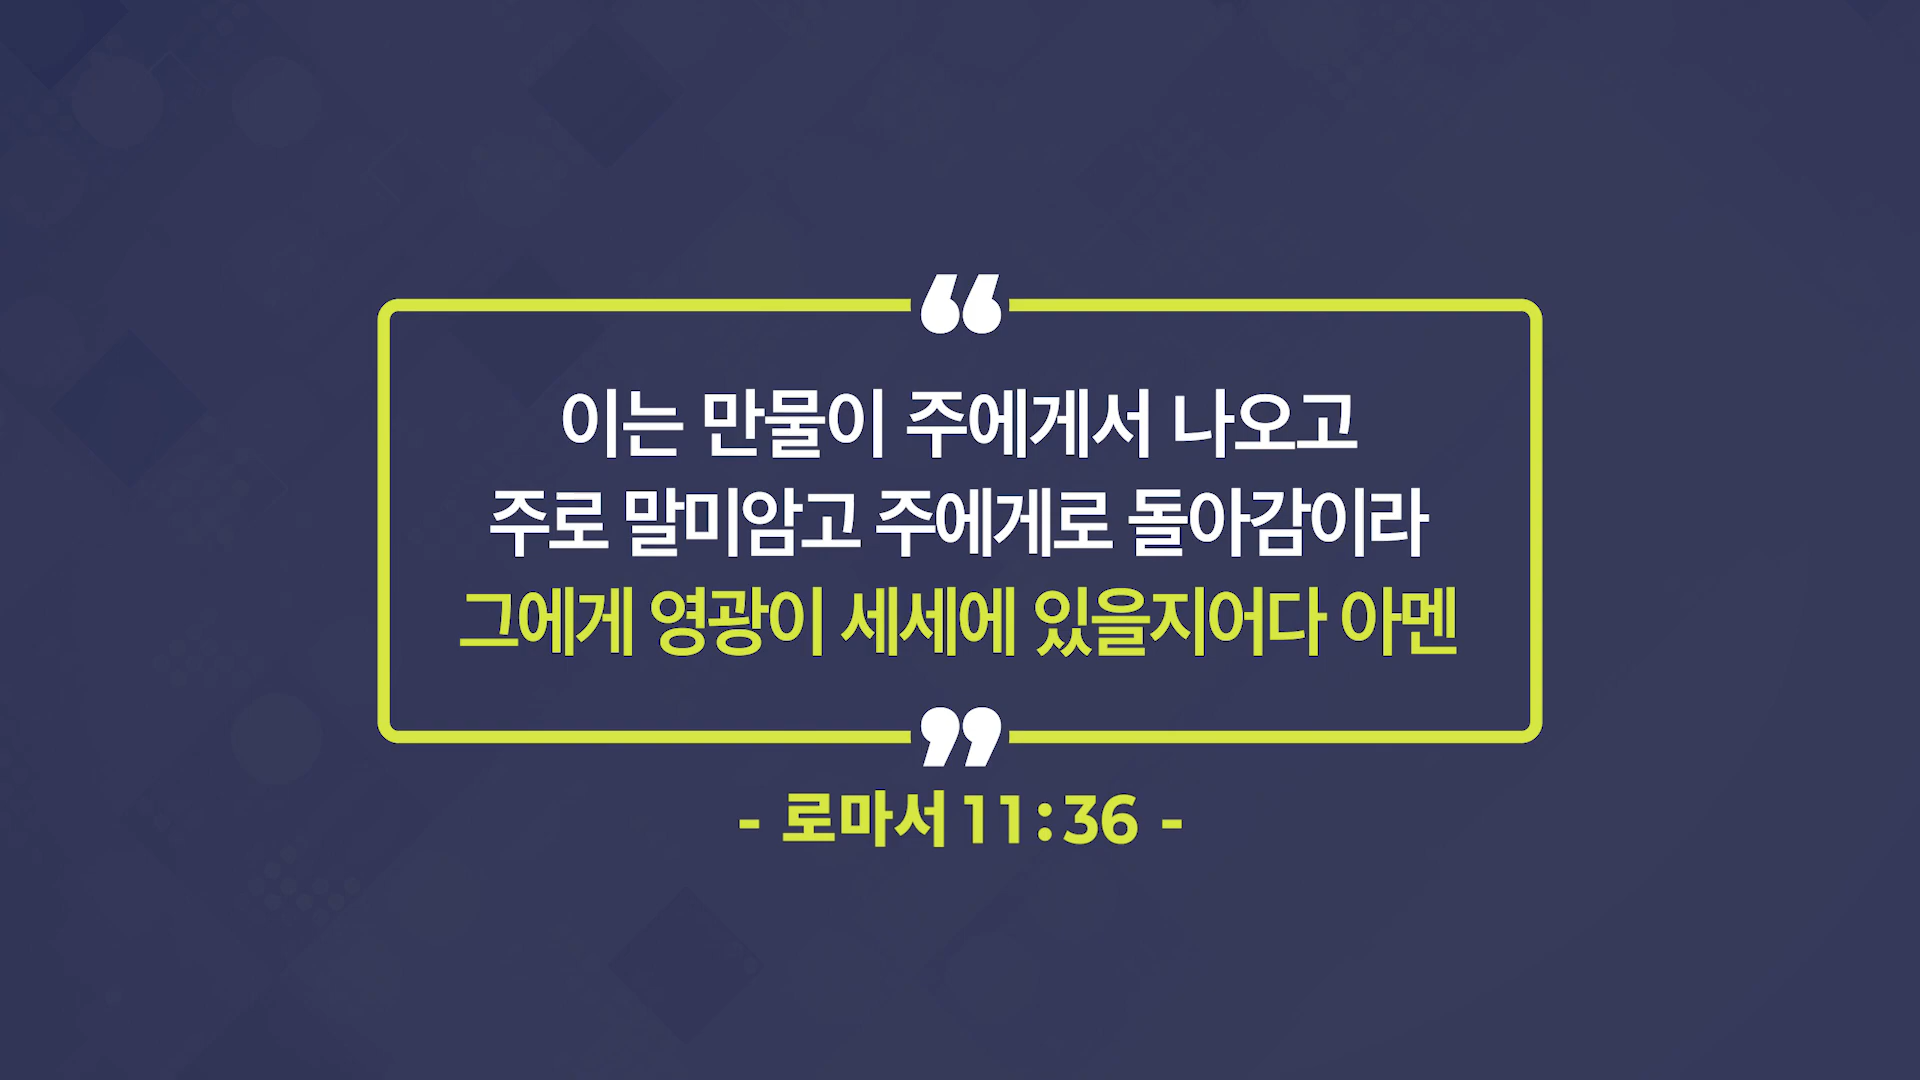 “
이는 만물이 주에게서 나오고
주로 말미암고 주에게로 돌아감이라
그에게 영광이 세세에 있을지어다 아멘
”
- 로마서 11:36 -